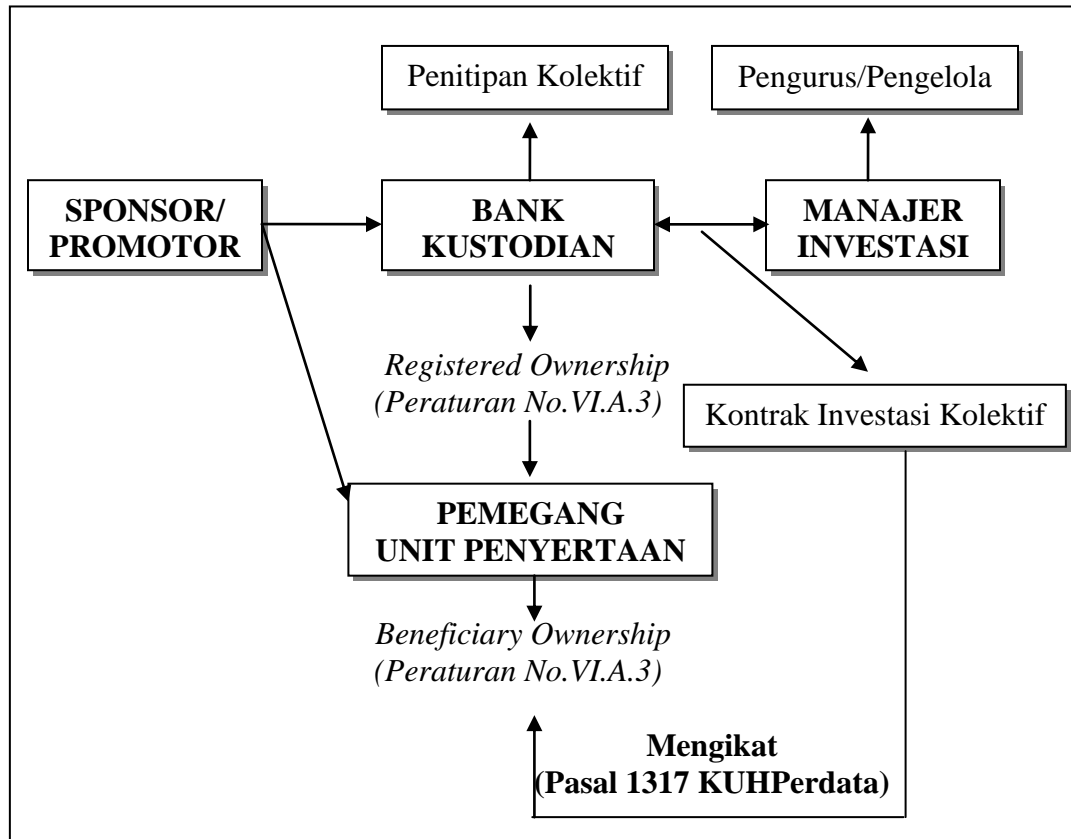 Penitipan Kolektif
Pengurus/Pengelola
SPONSOR/
PROMOTOR
BANK
KUSTODIAN
MANAJER
INVESTASI
Registered Ownership
(Peraturan No.VI.A.3)
Kontrak Investasi Kolektif
PEMEGANG
UNIT PENYERTAAN
Beneficiary Ownership
(Peraturan No.VI.A.3)
Mengikat
(Pasal 1317 KUHPerdata)